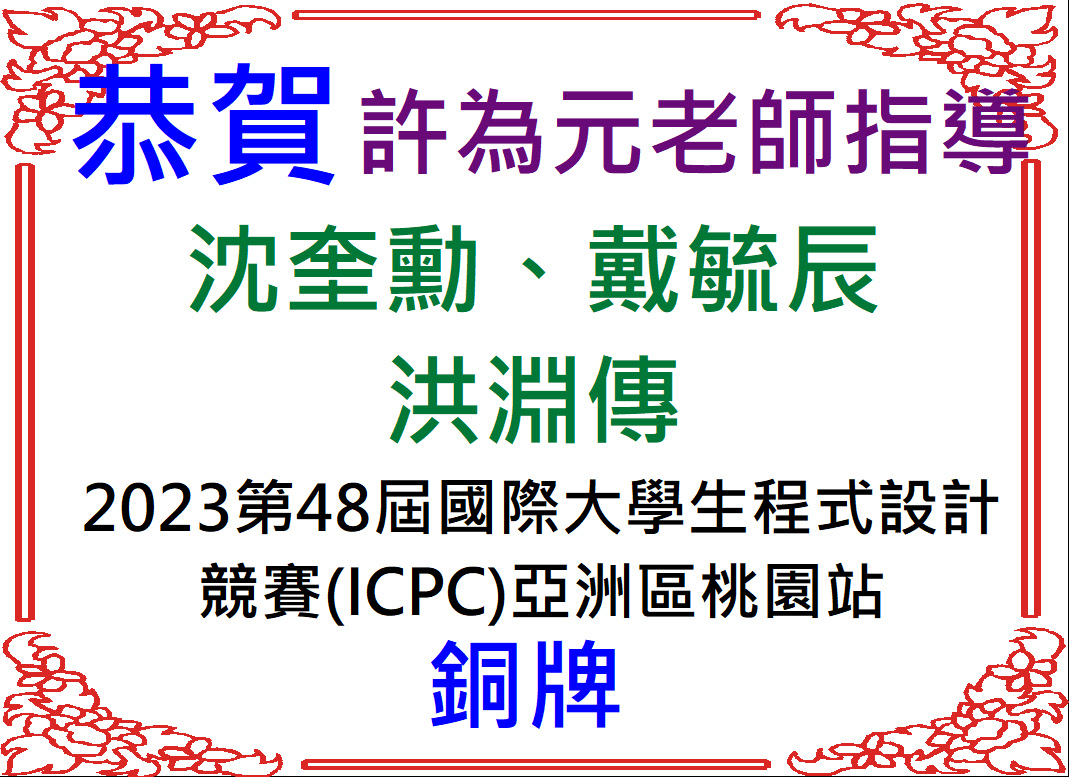 恭賀 許為元老師指導
沈奎勳、戴毓辰
洪淵傳
2023第48屆國際大學生程式設計
競賽(ICPC)亞洲區桃園站
銅牌